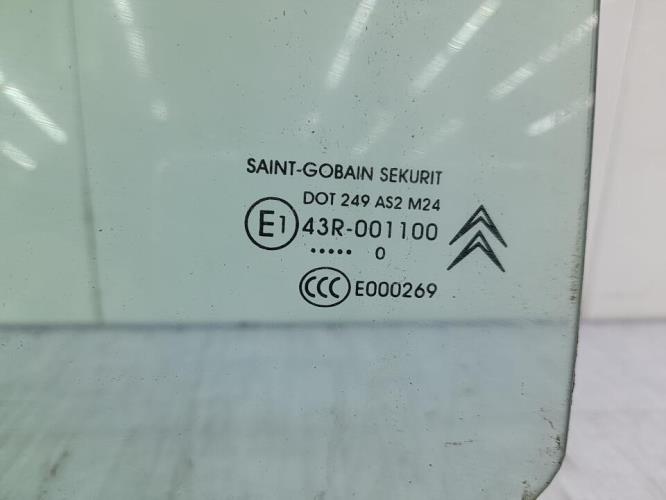 SAINT-GOBAIN SEKURIT
DOT 249 AS2 M24
E1 43R-001100
..... 0
CCC E000269